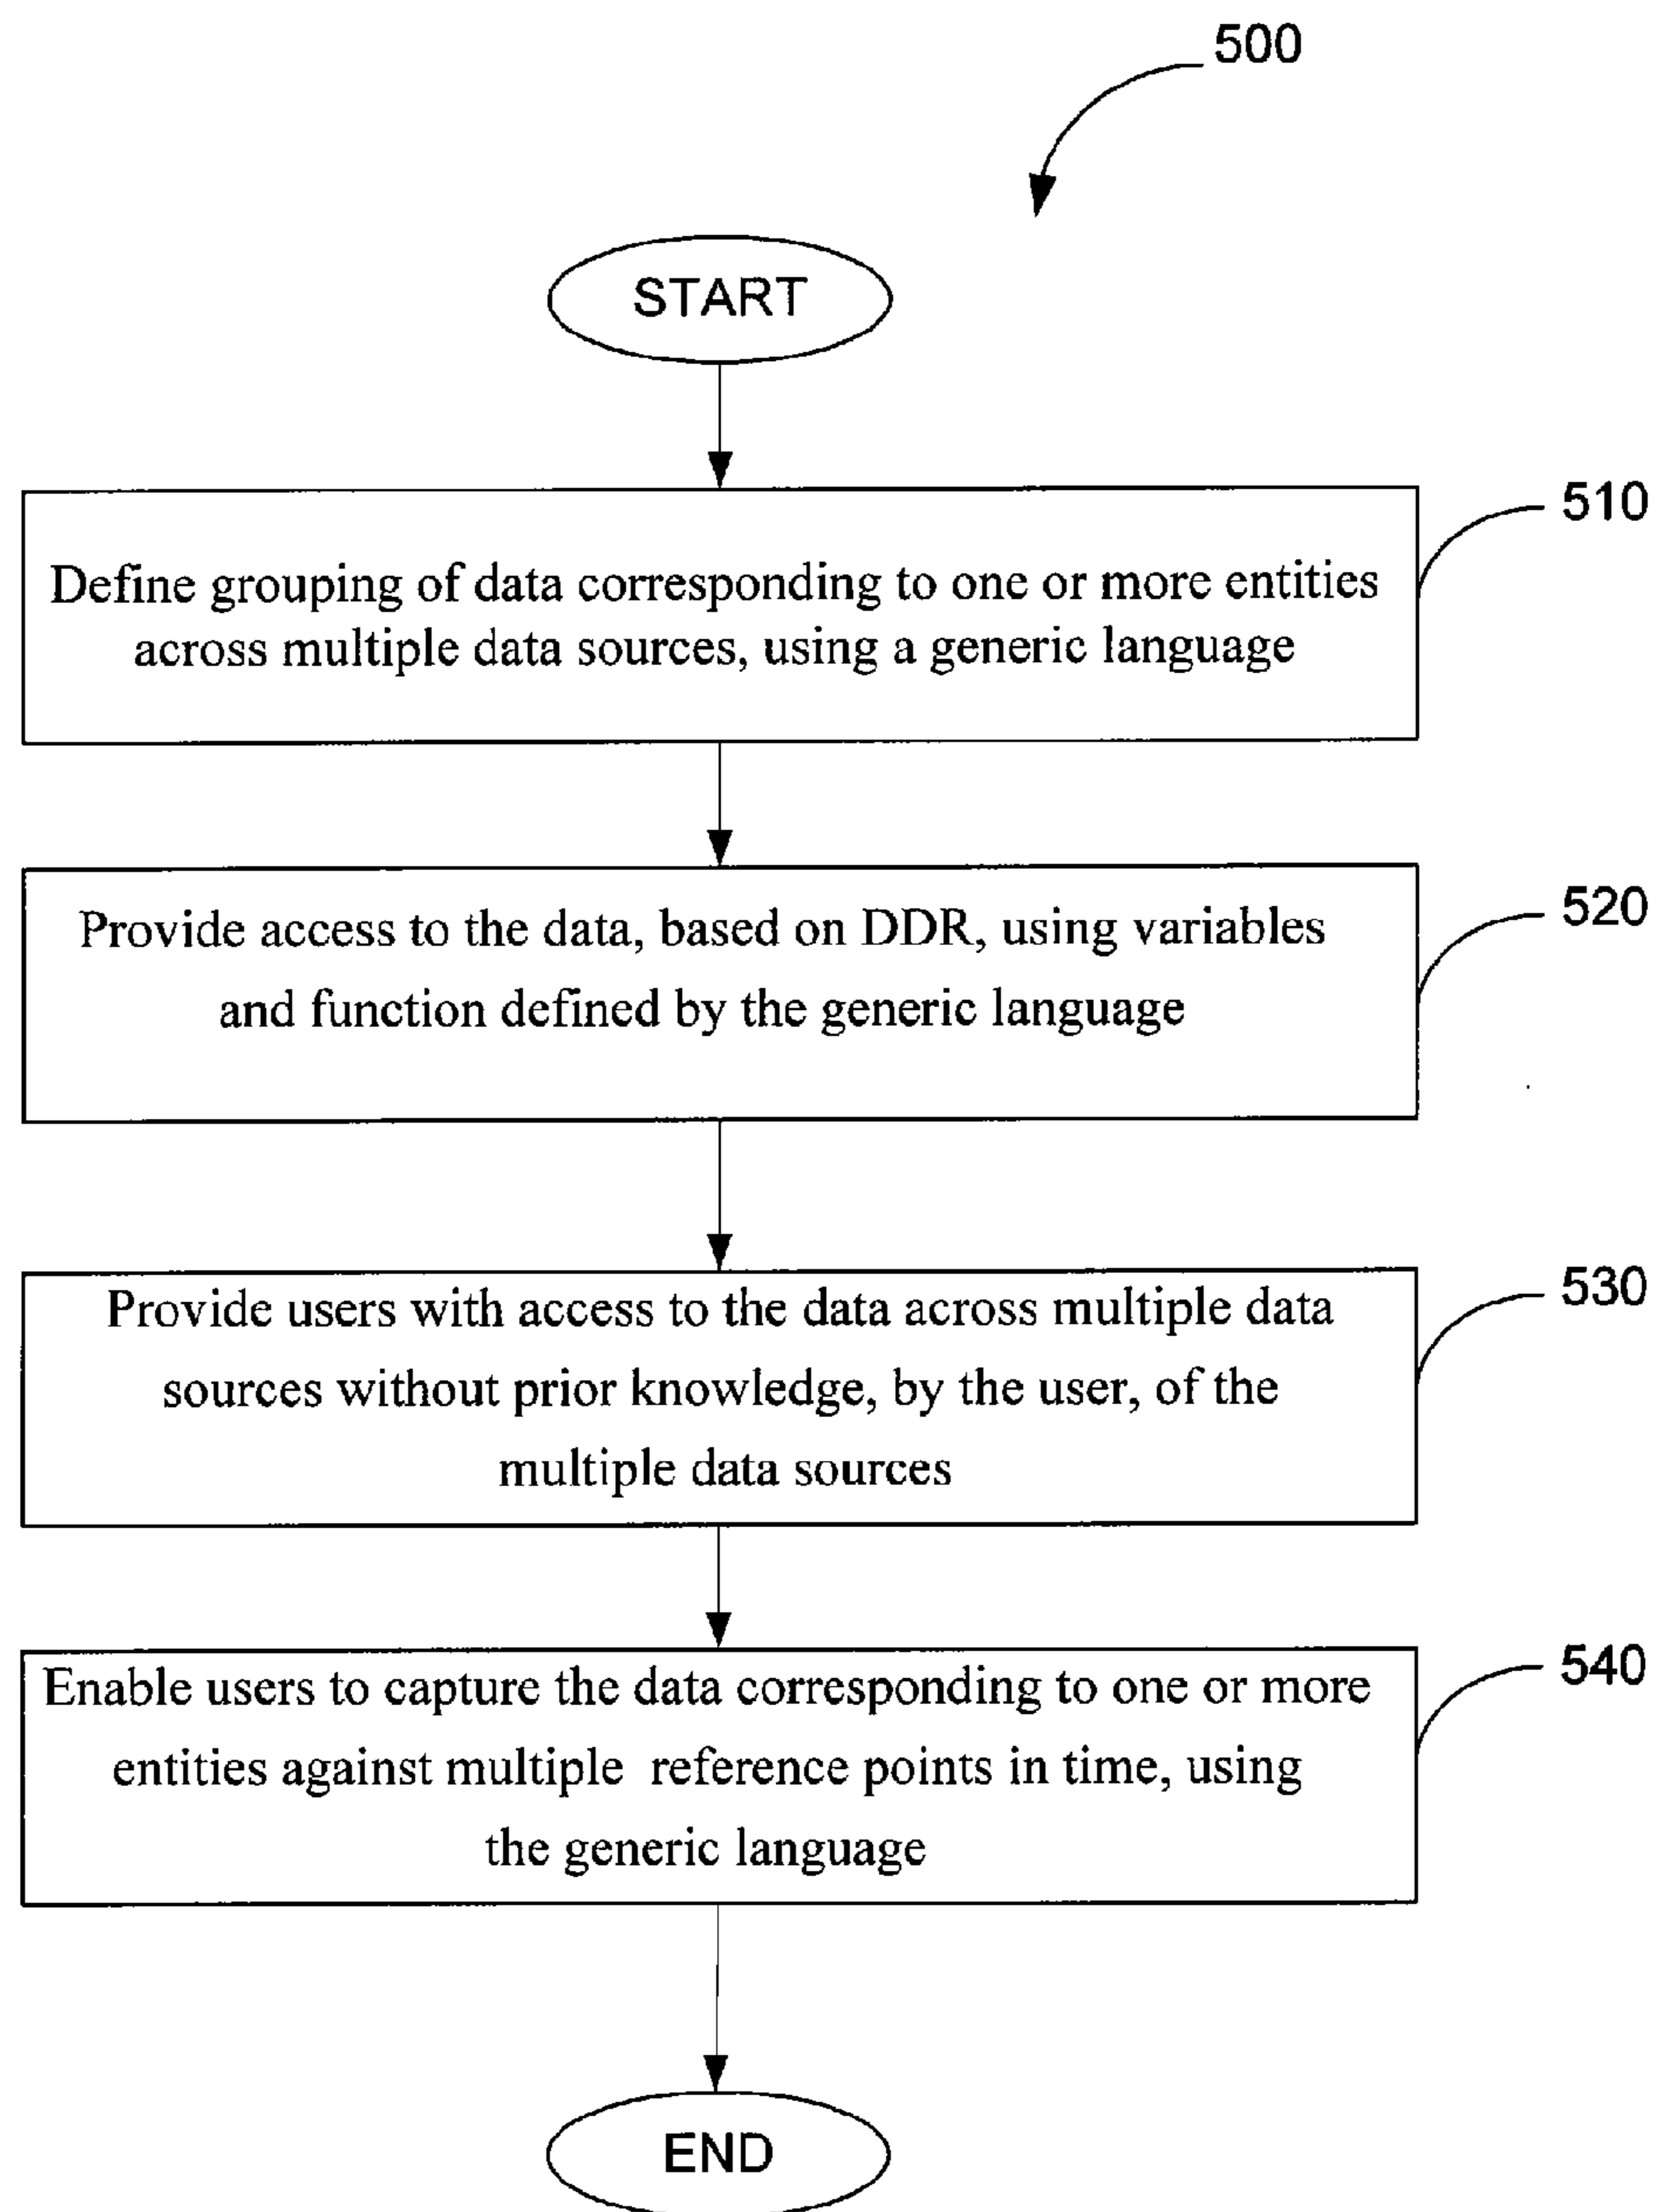 500
START
510
Define grouping of data corresponding to one or more entities
across multiple data sources, using a generic language
520
Provide access to the data, based on DDR, using variables
and function defined by the generic language
530
Provide users with access to the data across multiple data
sources without prior knowledge, by the user, of the
multiple data sources
540
Enable users to capture the data corresponding to one or more
entities against multiple reference points in time, using
the generic language
END